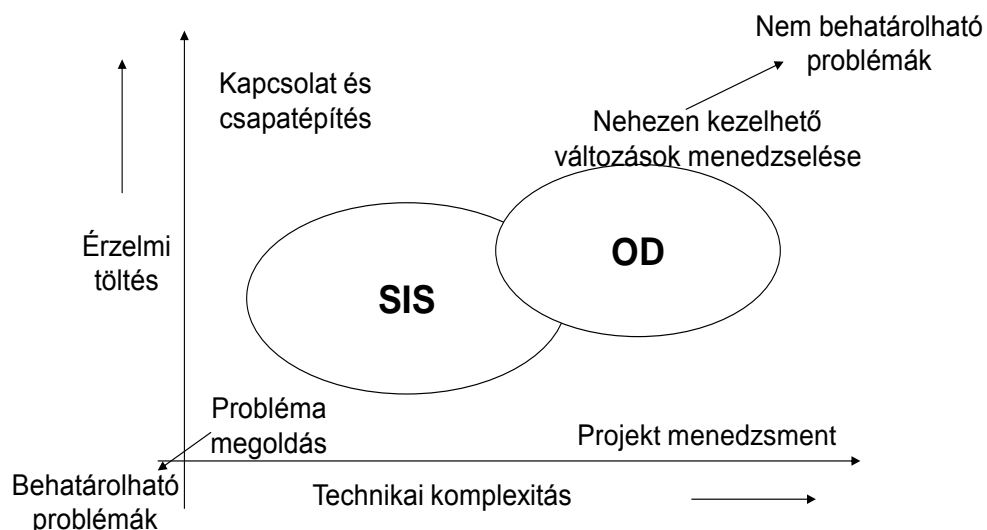 Nem behatárolható
problémák
Kapcsolat és
csapatépítés
Nehezen kezelhető
változások menedzselése
Érzelmi
töltés
SIS
OD
Probléma
megoldás
Projekt menedzsment
Behatárolható
problémák
Technikai komplexitás